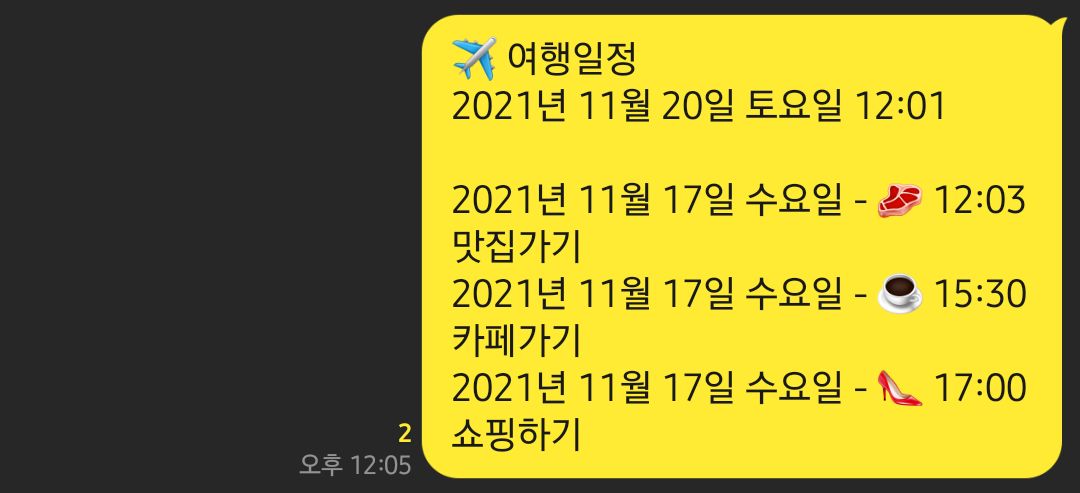 ✈️ 여행일정
2021년 11월 20일 토요일 12:01
2021년 11월 17일 수요일 - 🥩 12:03
맛집가기
2021년 11월 17일 수요일 - ☕ 15:30
카페가기
2021년 11월 17일 수요일 - 👠 17:00
쇼핑하기
2
오후 12:05